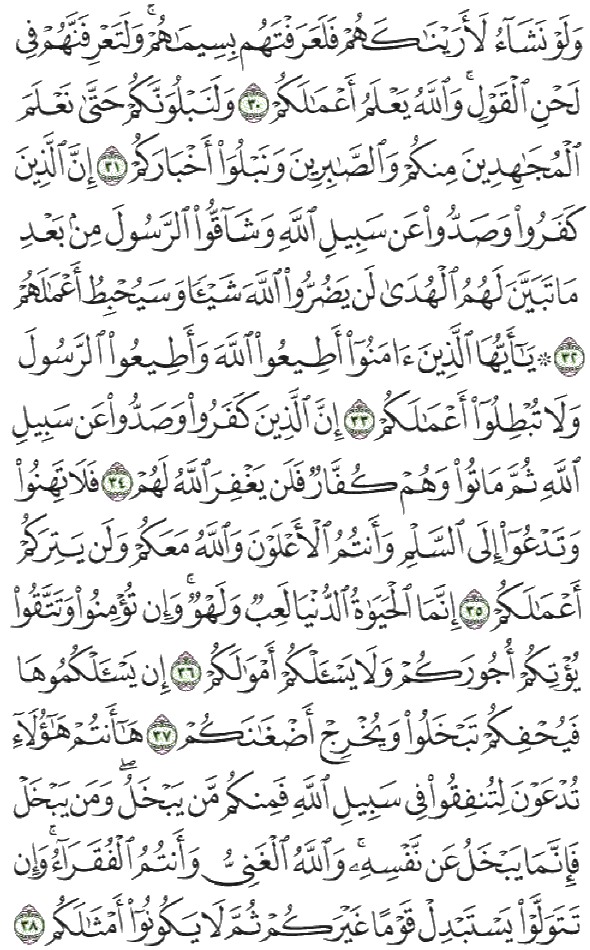 وَلَوْ نَشَآءُ لَأَرَيْنَٰكَهُمْ فَلَعَرَفْتَهُم بِسِيمَٰهُمْ ۚ وَلَتَعْرِفَنَّهُمْ فِى
لَحْنِ ٱلْقَوْلِ ۚ وَٱللَّهُ يَعْلَمُ أَعْمَٰلَكُمْ ٣٠ وَلَنَبْلُوَنَّكُمْ حَتَّىٰ نَعْلَمَ
ٱلْمُجَٰهِدِينَ مِنكُمْ وَٱلصَّٰبِرِينَ وَنَبْلُوَا۟ أَخْبَارَكُمْ ٣١ إِنَّ ٱلَّذِينَ
كَفَرُوا۟ وَصَدُّوا۟ عَن سَبِيلِ ٱللَّهِ وَشَآقُّوا۟ ٱلرَّسُولَ مِنۢ بَعْدِ
مَا تَبَيَّنَ لَهُمُ ٱلْهُدَىٰ لَن يَضُرُّوا۟ ٱللَّهَ شَيْـًٔا وَسَيُحْبِطُ أَعْمَٰلَهُمْ
٣٢ ۞ يَٰٓأَيُّهَا ٱلَّذِينَ ءَامَنُوٓا۟ أَطِيعُوا۟ ٱللَّهَ وَأَطِيعُوا۟ ٱلرَّسُولَ
وَلَا تُبْطِلُوٓا۟ أَعْمَٰلَكُمْ ٣٣ إِنَّ ٱلَّذِينَ كَفَرُوا۟ وَصَدُّوا۟ عَن سَبِيلِ
ٱللَّهِ ثُمَّ مَاتُوا۟ وَهُمْ كُفَّارٌ فَلَن يَغْفِرَ ٱللَّهُ لَهُمْ ٣٤ فَلَا تَهِنُوا۟
وَتَدْعُوٓا۟ إِلَى ٱلسَّلْمِ وَأَنتُمُ ٱلْأَعْلَوْنَ وَٱللَّهُ مَعَكُمْ وَلَن يَتِرَكُمْ
أَعْمَٰلَكُمْ ٣٥ إِنَّمَا ٱلْحَيَوٰةُ ٱلدُّنْيَا لَعِبٌ وَلَهْوٌ ۚ وَإِن تُؤْمِنُوا۟ وَتَتَّقُوا۟
يُؤْتِكُمْ أُجُورَكُمْ وَلَا يَسْـَٔلْكُمْ أَمْوَٰلَكُمْ ٣٦ إِن يَسْـَٔلْكُمُوهَا
فَيُحْفِكُمْ تَبْخَلُوا۟ وَيُخْرِجْ أَضْغَٰنَكُمْ ٣٧ هَٰٓأَنتُمْ هَٰٓؤُلَآءِ
تُدْعَوْنَ لِتُنفِقُوا۟ فِى سَبِيلِ ٱللَّهِ فَمِنكُم مَّن يَبْخَلُ ۖ وَمَن يَبْخَلْ
فَإِنَّمَا يَبْخَلُ عَن نَّفْسِهِۦ ۚ وَٱللَّهُ ٱلْغَنِىُّ وَأَنتُمُ ٱلْفُقَرَآءُ ۚ وَإِن
تَتَوَلَّوْا۟ يَسْتَبْدِلْ قَوْمًا غَيْرَكُمْ ثُمَّ لَا يَكُونُوٓا۟ أَمْثَٰلَكُم ٣٨